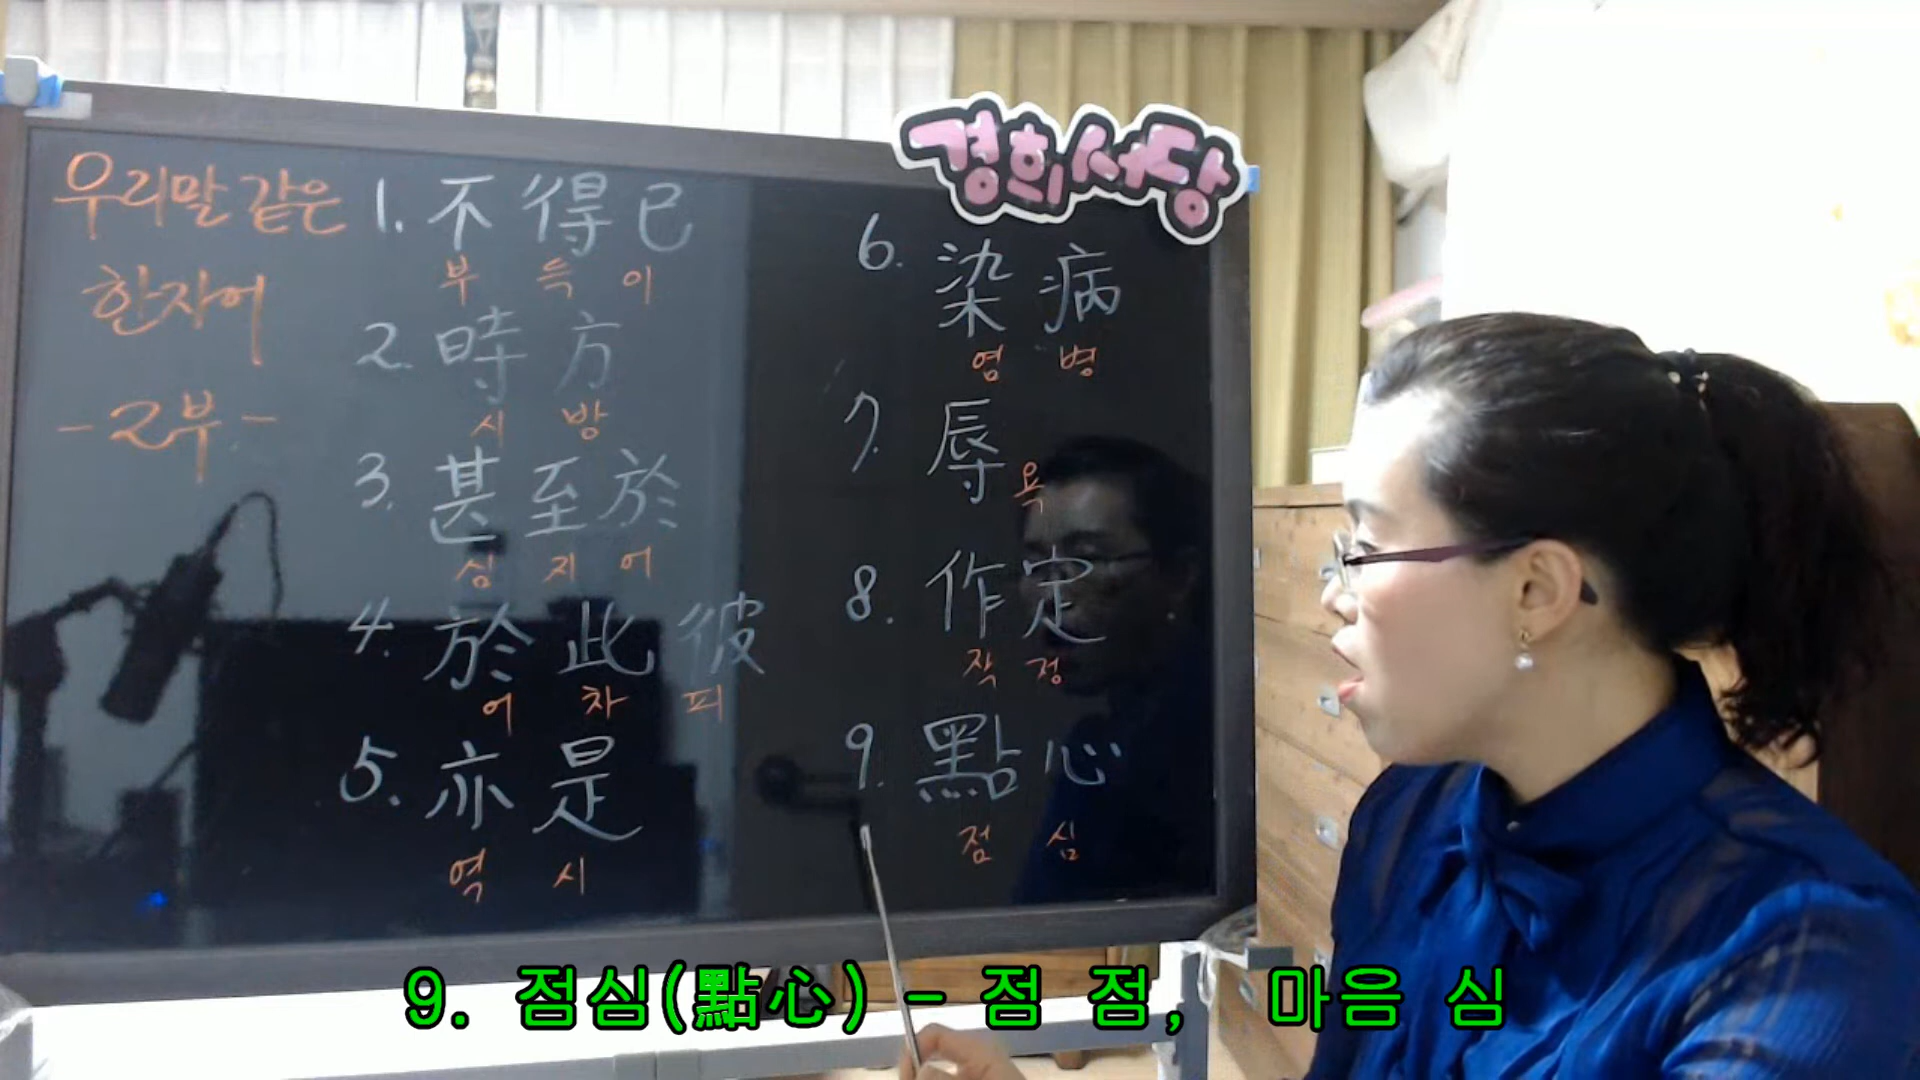 경희서당
우리말 같은
한자어
-2부-
1. 不得已
부 득 이
2. 時方
시 방
3. 甚至於
심 지 어
4. 於此彼
어 차 피
5. 亦是
역 시
6. 染病
염 병
7. 辱
욕
8. 作定
작 정
9. 點心
점 심
9. 점심(點心) - 점 점, 마음 심